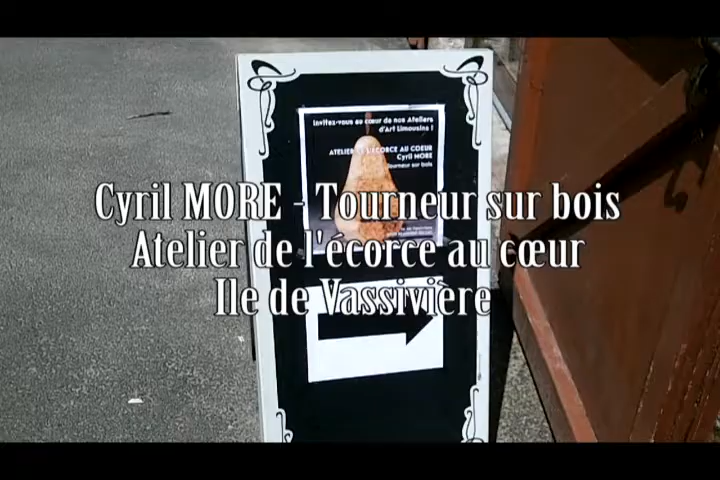 Invitez-vous au cœur de nos Ateliers
d'Art Limousins !
ATELIER DE L'ÉCORCE AU COEUR
Cyril MORE
Tourneur sur bois
Cyril MORE - Tourneur sur bois
Atelier de l'écorce au cœur
Ile de Vassivière